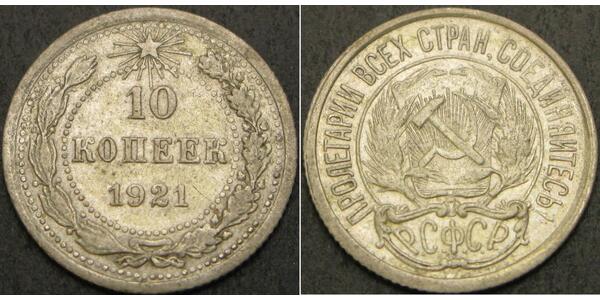 10
КОПЕЕК
1921
ПРОЛЕТАРИИ ВСЕХ СТРАН, СОЕДИНЯЙТЕСЬ!
РСФСР